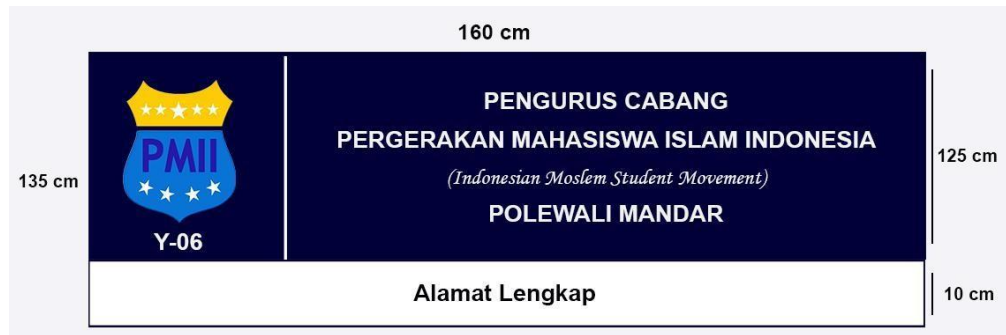 160 cm
PENGURUS CABANG
PERGERAKAN MAHASISWA ISLAM INDONESIA
(Indonesian Moslem Student Movement)
POLEWALI MANDAR
PMII
Y-06
135 cm
125 cm
Alamat Lengkap
10 cm